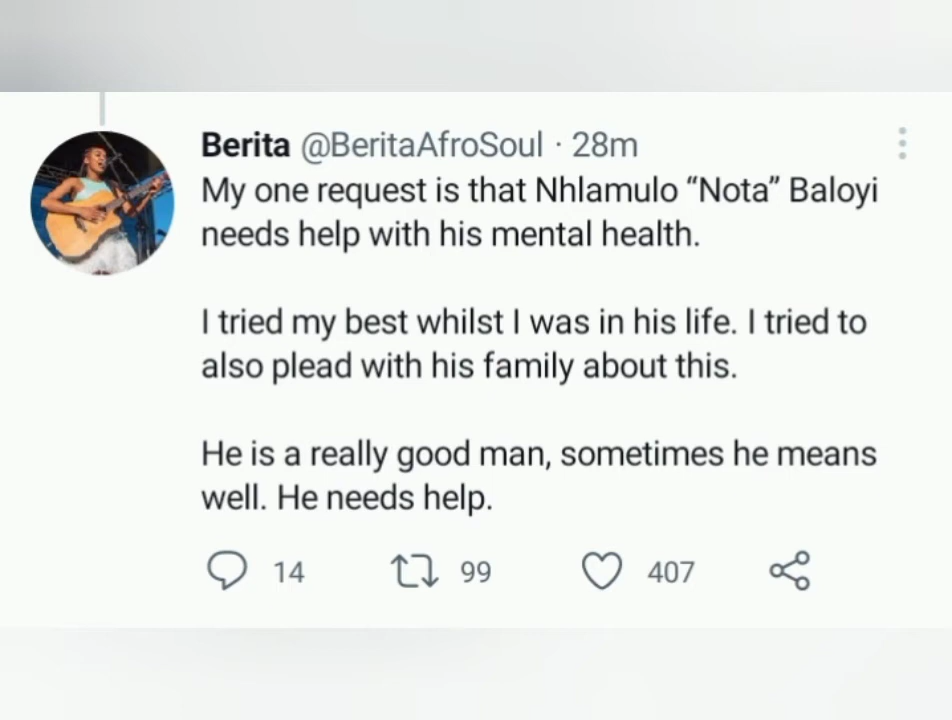 Berita @BeritaAfroSoul · 28m
My one request is that Nhlamulo “Nota” Baloyi
needs help with his mental health.
I tried my best whilst I was in his life. I tried to
also plead with his family about this.
He is a really good man, sometimes he means
well. He needs help.
14 99 407